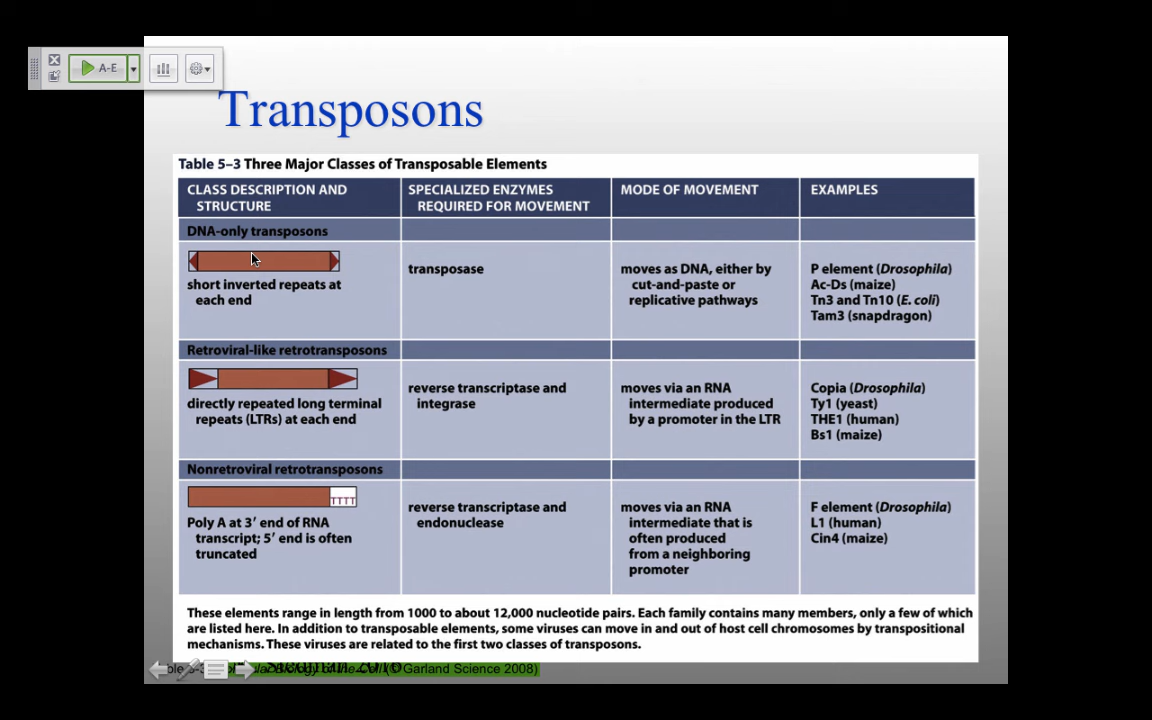 A-E
Transposons
Table 5–3 Three Major Classes of Transposable Elements
CLASS DESCRIPTION AND
STRUCTURE
SPECIALIZED ENZYMES
REQUIRED FOR MOVEMENT
MODE OF MOVEMENT
EXAMPLES
DNA-only transposons
short inverted repeats at
each end
transposase
moves as DNA, either by
cut-and-paste or
replicative pathways
P element (Drosophila)
Ac-Ds (maize)
Tn3 and Tn10 (E. coli)
Tam3 (snapdragon)
Retroviral-like retrotransposons
directly repeated long terminal
repeats (LTRs) at each end
reverse transcriptase and
integrase
moves via an RNA
intermediate produced
by a promoter in the LTR
Copia (Drosophila)
Ty1 (yeast)
THE1 (human)
Bs1 (maize)
Nonretroviral retrotransposons
TTTT
Poly A at 3′ end of RNA
transcript; 5′ end is often
truncated
reverse transcriptase and
endonuclease
moves via an RNA
intermediate that is
often produced
from a neighboring
promoter
F element (Drosophila)
L1 (human)
Cin4 (maize)
These elements range in length from 1000 to about 12,000 nucleotide pairs. Each family contains many members, only a few of which
are listed here. In addition to transposable elements, some viruses can move in and out of host cell chromosomes by transpositional
mechanisms. These viruses are related to the first two classes of transposons.
Biology of the Cell (© Garland Science 2008)